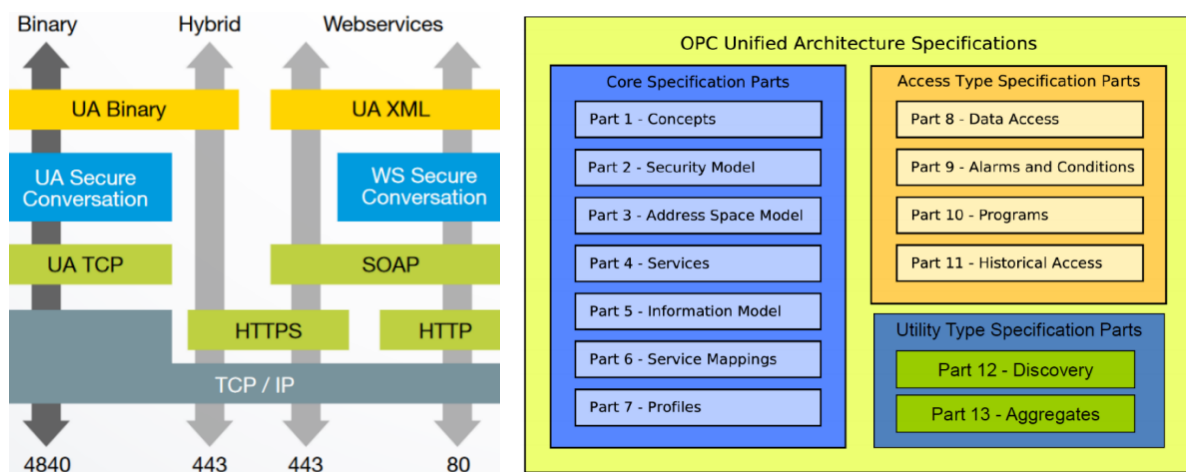 Binary Hybrid Webservices
UA Binary UA XML
UA Secure
Conversation
WS Secure
Conversation
UA TCP SOAP
HTTPS HTTP
TCP / IP
4840 443 443 80
OPC Unified Architecture Specifications
Core Specification Parts
Part 1 - Concepts
Part 2 - Security Model
Part 3 - Address Space Model
Part 4 - Services
Part 5 - Information Model
Part 6 - Service Mappings
Part 7 - Profiles
Access Type Specification Parts
Part 8 - Data Access
Part 9 - Alarms and Conditions
Part 10 - Programs
Part 11 - Historical Access
Utility Type Specification Parts
Part 12 - Discovery
Part 13 - Aggregates